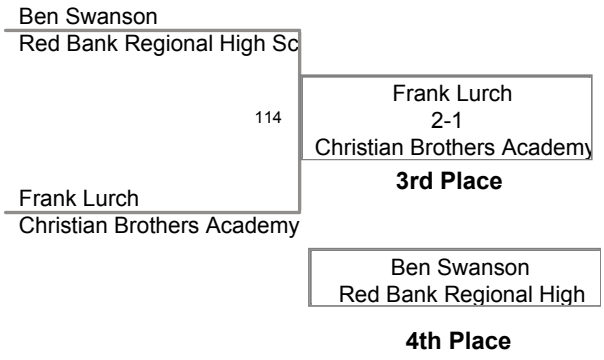 Ben Swanson
Red Bank Regional High Sc
114
Frank Lurch
2-1
Christian Brothers Academy
3rd Place
Frank Lurch
Christian Brothers Academy
Ben Swanson
Red Bank Regional High
4th Place